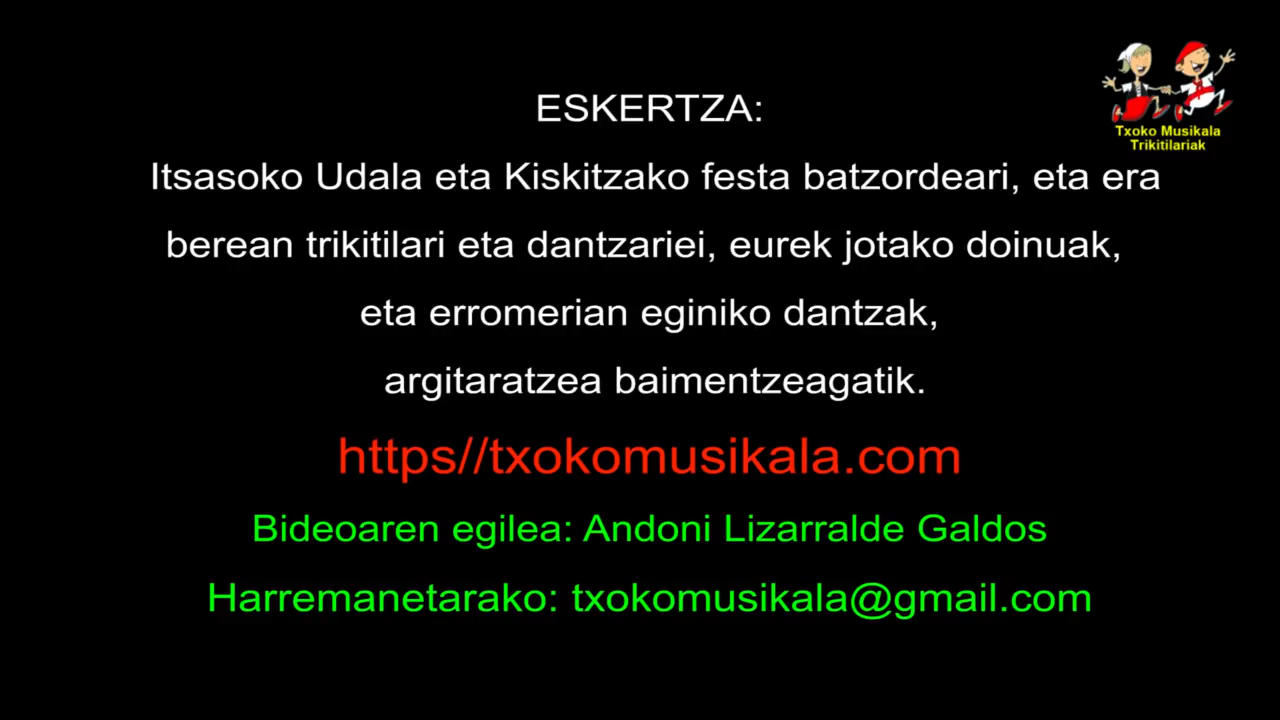 Txoko Musikala
Trikitilariak
ESKERTZA:
Itsasoko Udala eta Kiskitzako festa batzordeari, eta era
berean trikitilari eta dantzariei, eurek jotako doinuak,
eta erromerian eginiko dantzak,
argitaratzea baimentzeagatik.
https//txokomusikala.com
Bideoaren egilea: Andoni Lizarralde Galdos
Harremanetarako: txokomusikala@gmail.com